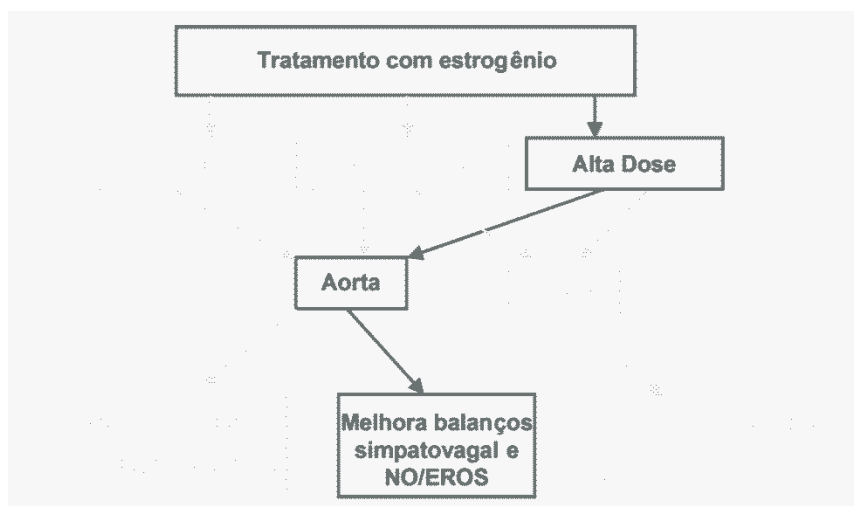 Tratamento com estrogênio
Alta Dose
Aorta
Melhora balanços
simpatovagal e
NO/EROS